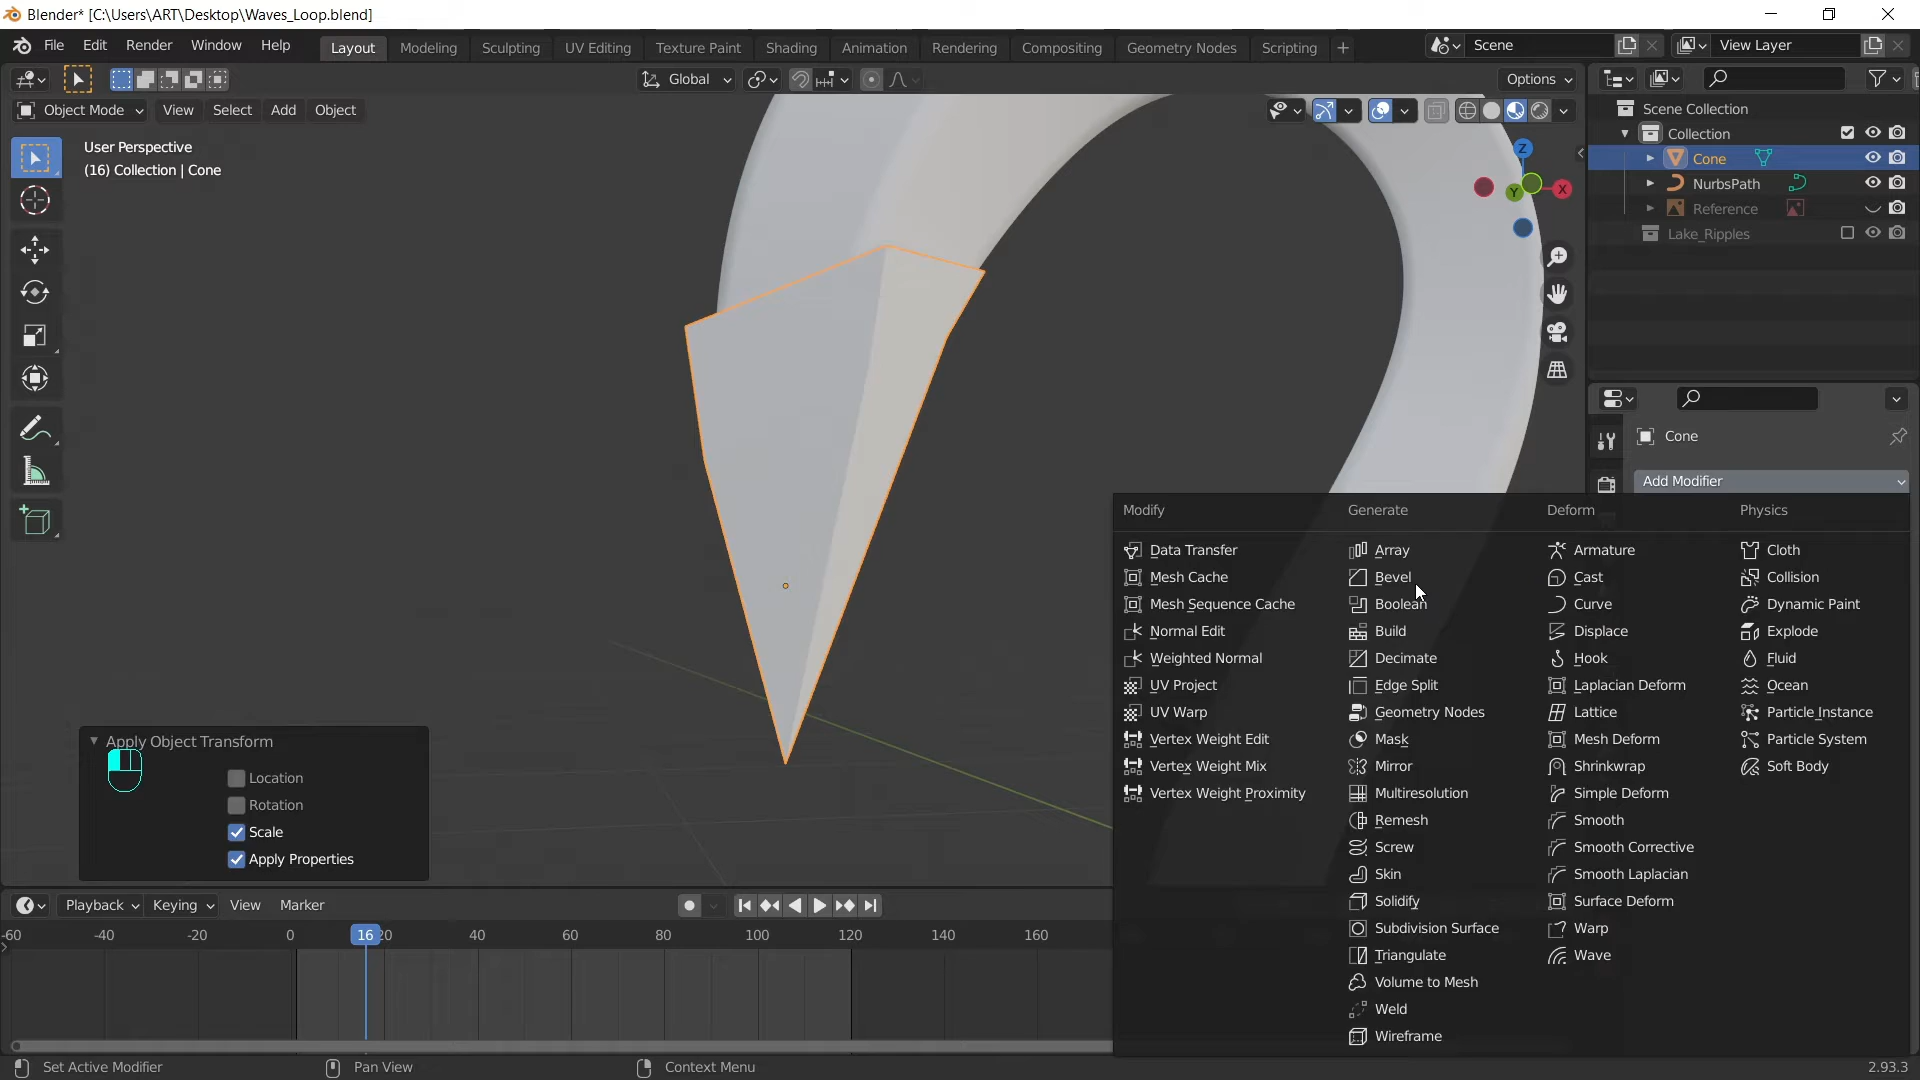 Blender* [C:\Users\ART\Desktop\Waves_Loop.blend]
File Edit Render Window Help
Layout Modeling Sculpting UV Editing Texture Paint Shading Animation Rendering Compositing Geometry Nodes Scripting +
Scene
View Layer
Global
Options
Object Mode View Select Add Object
User Perspective
(16) Collection | Cone
Z
Y
X
Scene Collection
Collection
Cone
NurbsPath
Reference
Lake_Ripples
Cone
Add Modifier
Modify
Data Transfer
Mesh Cache
Mesh Sequence Cache
Normal Edit
Weighted Normal
UV Project
UV Warp
Vertex Weight Edit
Vertex Weight Mix
Vertex Weight Proximity
Generate
Array
Bevel
Boolean
Build
Decimate
Edge Split
Geometry Nodes
Mask
Mirror
Multiresolution
Remesh
Screw
Skin
Solidify
Subdivision Surface
Triangulate
Volume to Mesh
Weld
Wireframe
Deform
Armature
Cast
Curve
Displace
Hook
Laplacian Deform
Lattice
Mesh Deform
Shrinkwrap
Simple Deform
Smooth
Smooth Corrective
Smooth Laplacian
Surface Deform
Warp
Wave
Physics
Cloth
Collision
Dynamic Paint
Explode
Fluid
Ocean
Particle Instance
Particle System
Soft Body
Apply Object Transform
Location
Rotation
Scale
Apply Properties
Playback Keying View Marker
-60 -40 -20 0 16 20 40 60 80 100 120 140 160
Set Active Modifier
Pan View
Context Menu
2.93.3